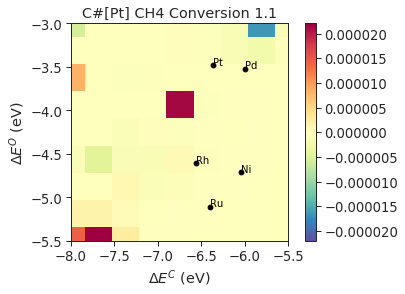 C#[Pt] CH4 Conversion 1.1
−3.0
−3.5
−4.0
−4.5
−5.0
−5.5
ΔE^O (eV)
Pt
Pd
Rh
Ni
Ru
−8.0 −7.5 −7.0 −6.5 −6.0 −5.5
ΔE^C (eV)
0.000020
0.000015
0.000010
0.000005
0.000000
−0.000005
−0.000010
−0.000015
−0.000020